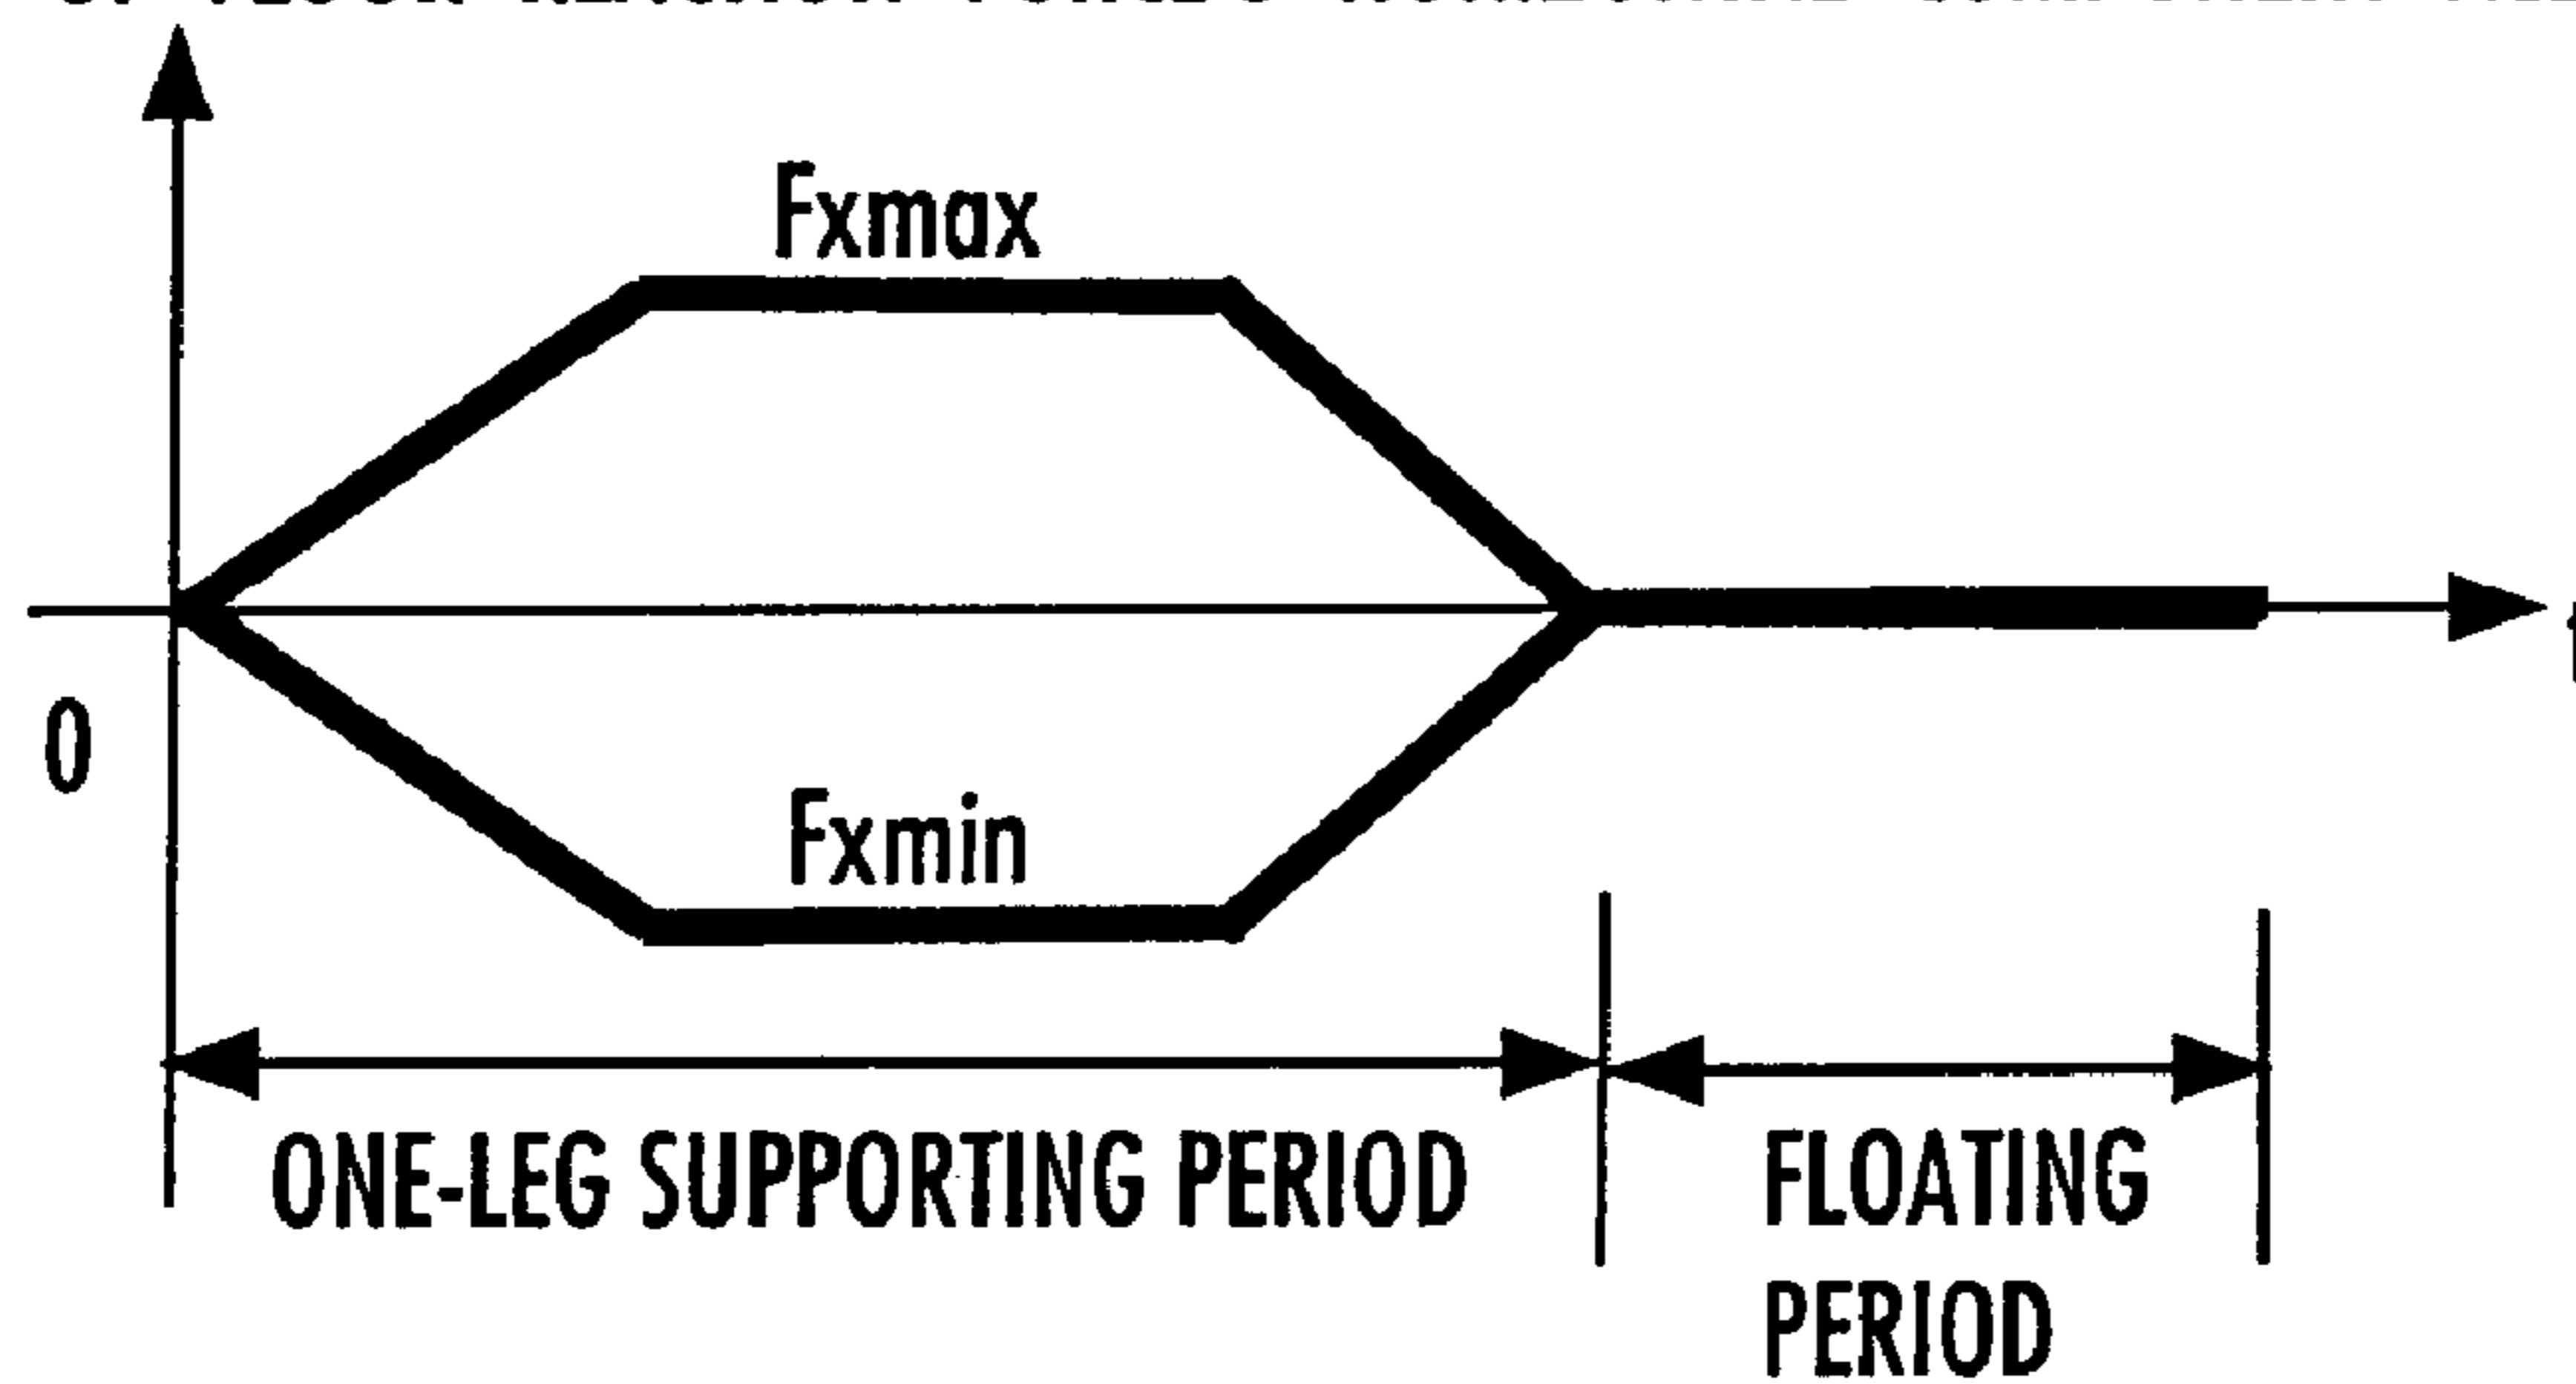 Fxmax
0
Fxmin
ONE-LEG SUPPORTING PERIOD
FLOATING
PERIOD